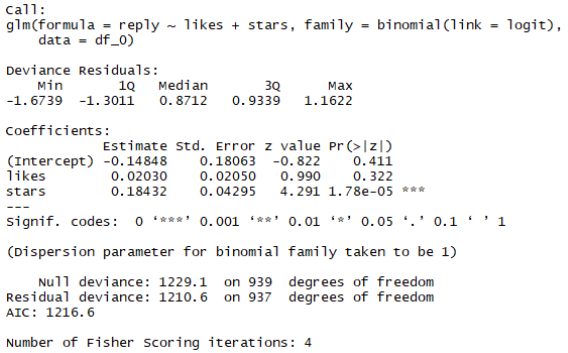 Call:
glm(formula = reply ~ likes + stars, family = binomial(link = logit),
    data = df_0)
Deviance Residuals:
    Min      1Q  Median      3Q     Max
-1.6739 -1.3011  0.8712  0.9339  1.1622
Coefficients:
            Estimate Std. Error z value Pr(>|z|)
(Intercept) -0.14848    0.18063  -0.822    0.411
likes        0.02030    0.02050   0.990    0.322
stars        0.18432    0.04295   4.291 1.78e-05 ***
---
Signif. codes:  0 ‘***’ 0.001 ‘**’ 0.01 ‘*’ 0.05 ‘.’ 0.1 ‘ ’ 1
(Dispersion parameter for binomial family taken to be 1)
    Null deviance: 1229.1  on 939  degrees of freedom
Residual deviance: 1210.6  on 937  degrees of freedom
AIC: 1216.6
Number of Fisher Scoring iterations: 4